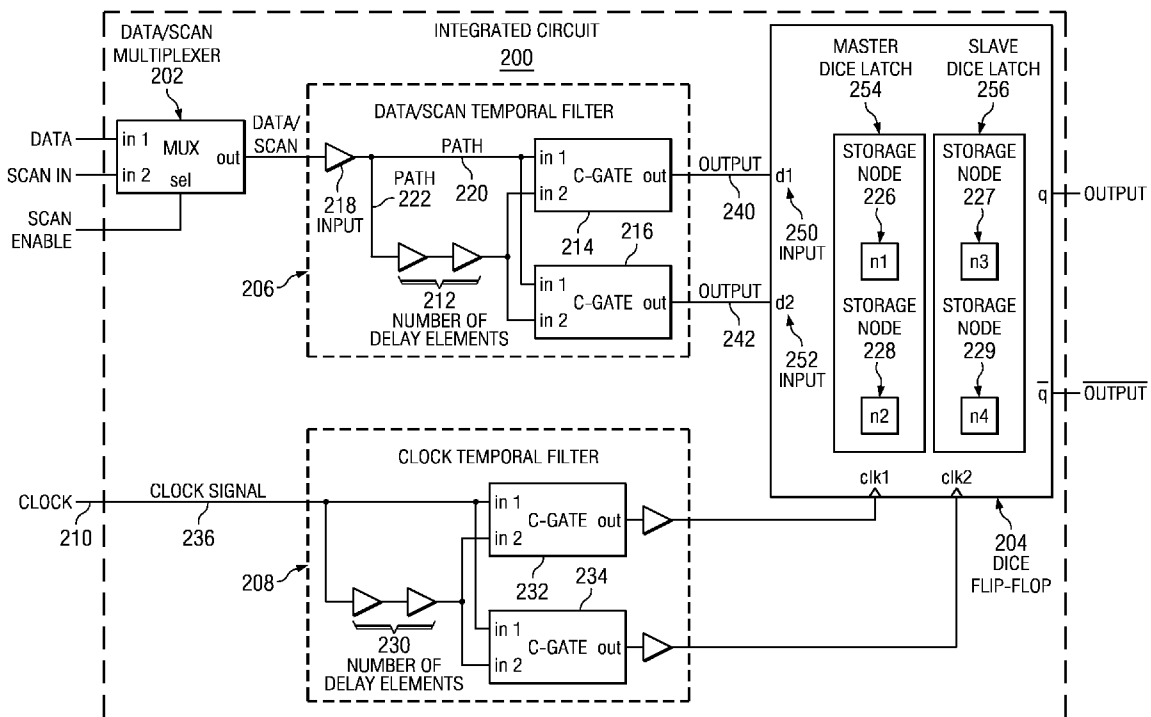 INTEGRATED CIRCUIT
200
DATA/SCAN
MULTIPLEXER
202
DATA
SCAN IN
SCAN
ENABLE
in 1
in 2
MUX
sel
out
DATA/
SCAN
DATA/SCAN TEMPORAL FILTER
218
INPUT
PATH
220
PATH
222
206
212
NUMBER OF
DELAY ELEMENTS
in 1
in 2
C-GATE
out
214
216
in 1
in 2
C-GATE
out
OUTPUT
240
OUTPUT
242
d1
250
INPUT
d2
252
INPUT
MASTER
DICE LATCH
254
SLAVE
DICE LATCH
256
STORAGE
NODE
226
n1
STORAGE
NODE
228
n2
STORAGE
NODE
227
n3
STORAGE
NODE
229
n4
q
OUTPUT
q̅
O̅U̅T̅P̅U̅T̅
clk1
clk2
204
DICE
FLIP-FLOP
CLOCK TEMPORAL FILTER
CLOCK
210
CLOCK SIGNAL
236
208
230
NUMBER OF
DELAY ELEMENTS
in 1
in 2
C-GATE
out
232
234
in 1
in 2
C-GATE
out